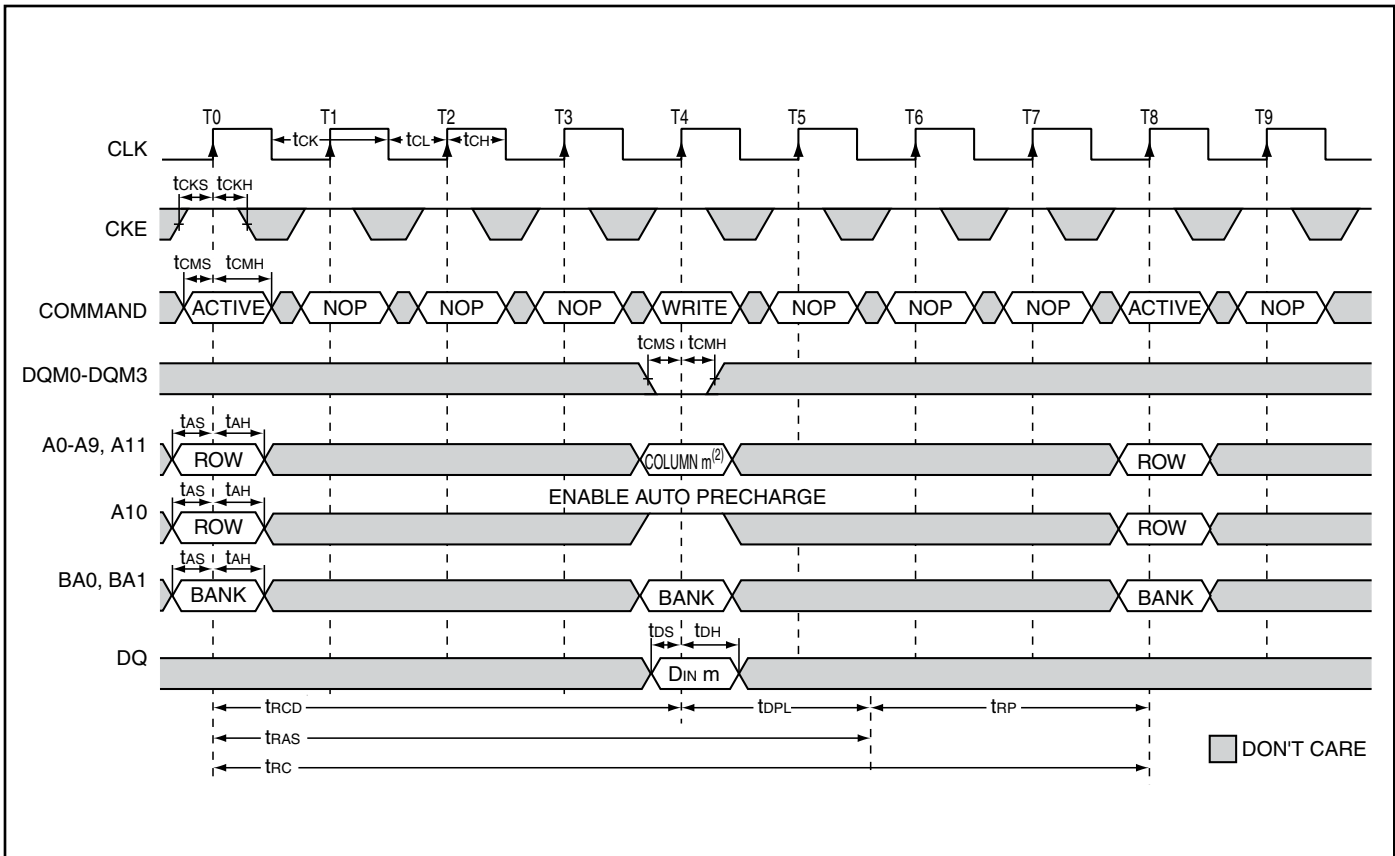 T0 T1 T2 T3 T4 T5 T6 T7 T8 T9
CLK tCK tCL tCH
tCKS tCKH
CKE
tCMS tCMH
COMMAND ACTIVE NOP NOP NOP WRITE NOP NOP NOP ACTIVE NOP
tCMS tCMH
DQM0-DQM3
tAS tAH
A0-A9, A11 ROW COLUMN m(2) ROW
tAS tAH ENABLE AUTO PRECHARGE
A10 ROW ROW
tAS tAH
BA0, BA1 BANK BANK BANK
tDS tDH
DQ DIN m
tRCD tDPL tRP
tRAS
tRC
DON'T CARE